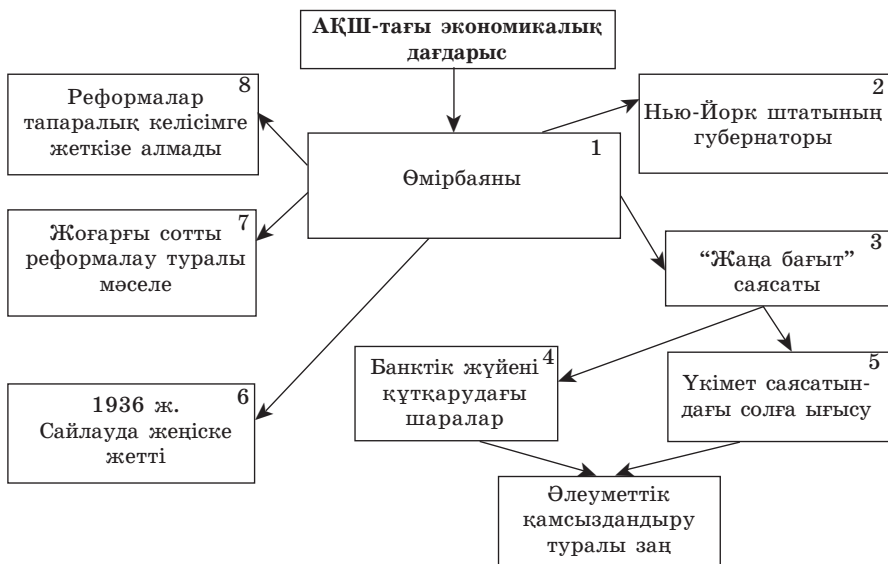 АҚШ-тағы экономикалық
дағдарыс
1
Өмірбаяны
2
Нью-Йорк штатының
губернаторы
3
“Жаңа бағыт”
саясаты
4
Банктік жүйені
құтқарудағы
шаралар
5
Үкімет саясатын-
дағы солға ығысу
Әлеуметтік
қамсыздандыру
туралы заң
6
1936 ж.
Сайлауда жеңіске
жетті
7
Жоғарғы сотты
реформалау туралы
мәселе
8
Реформалар
тапаралық келісімге
жеткізе алмады